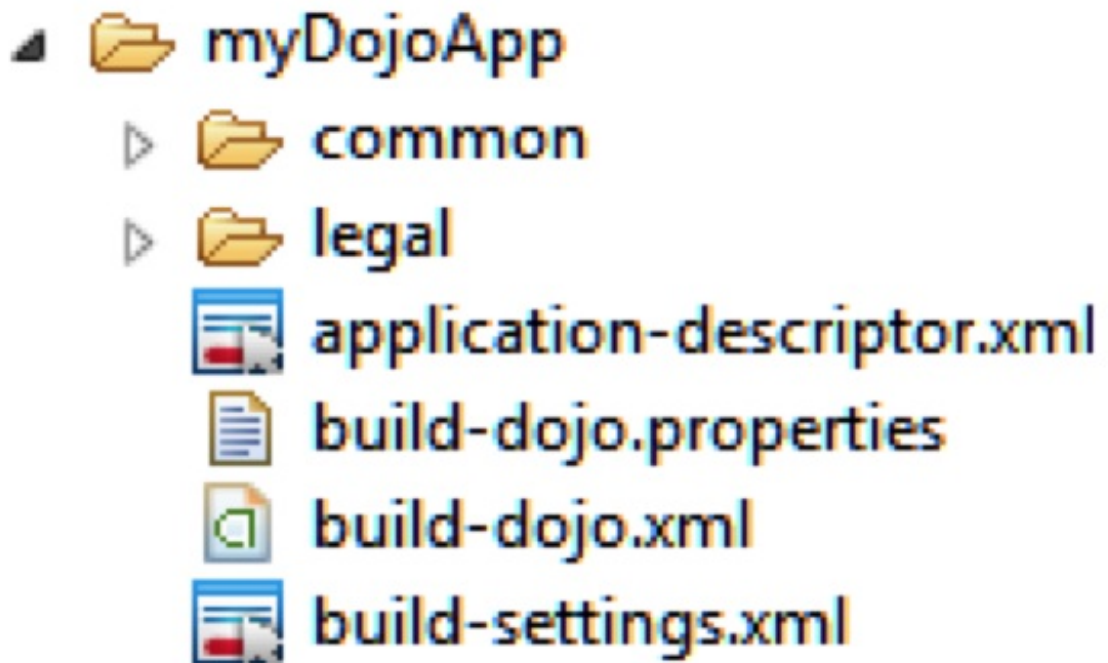 myDojoApp
common
legal
application-descriptor.xml
build-dojo.properties
build-dojo.xml
build-settings.xml